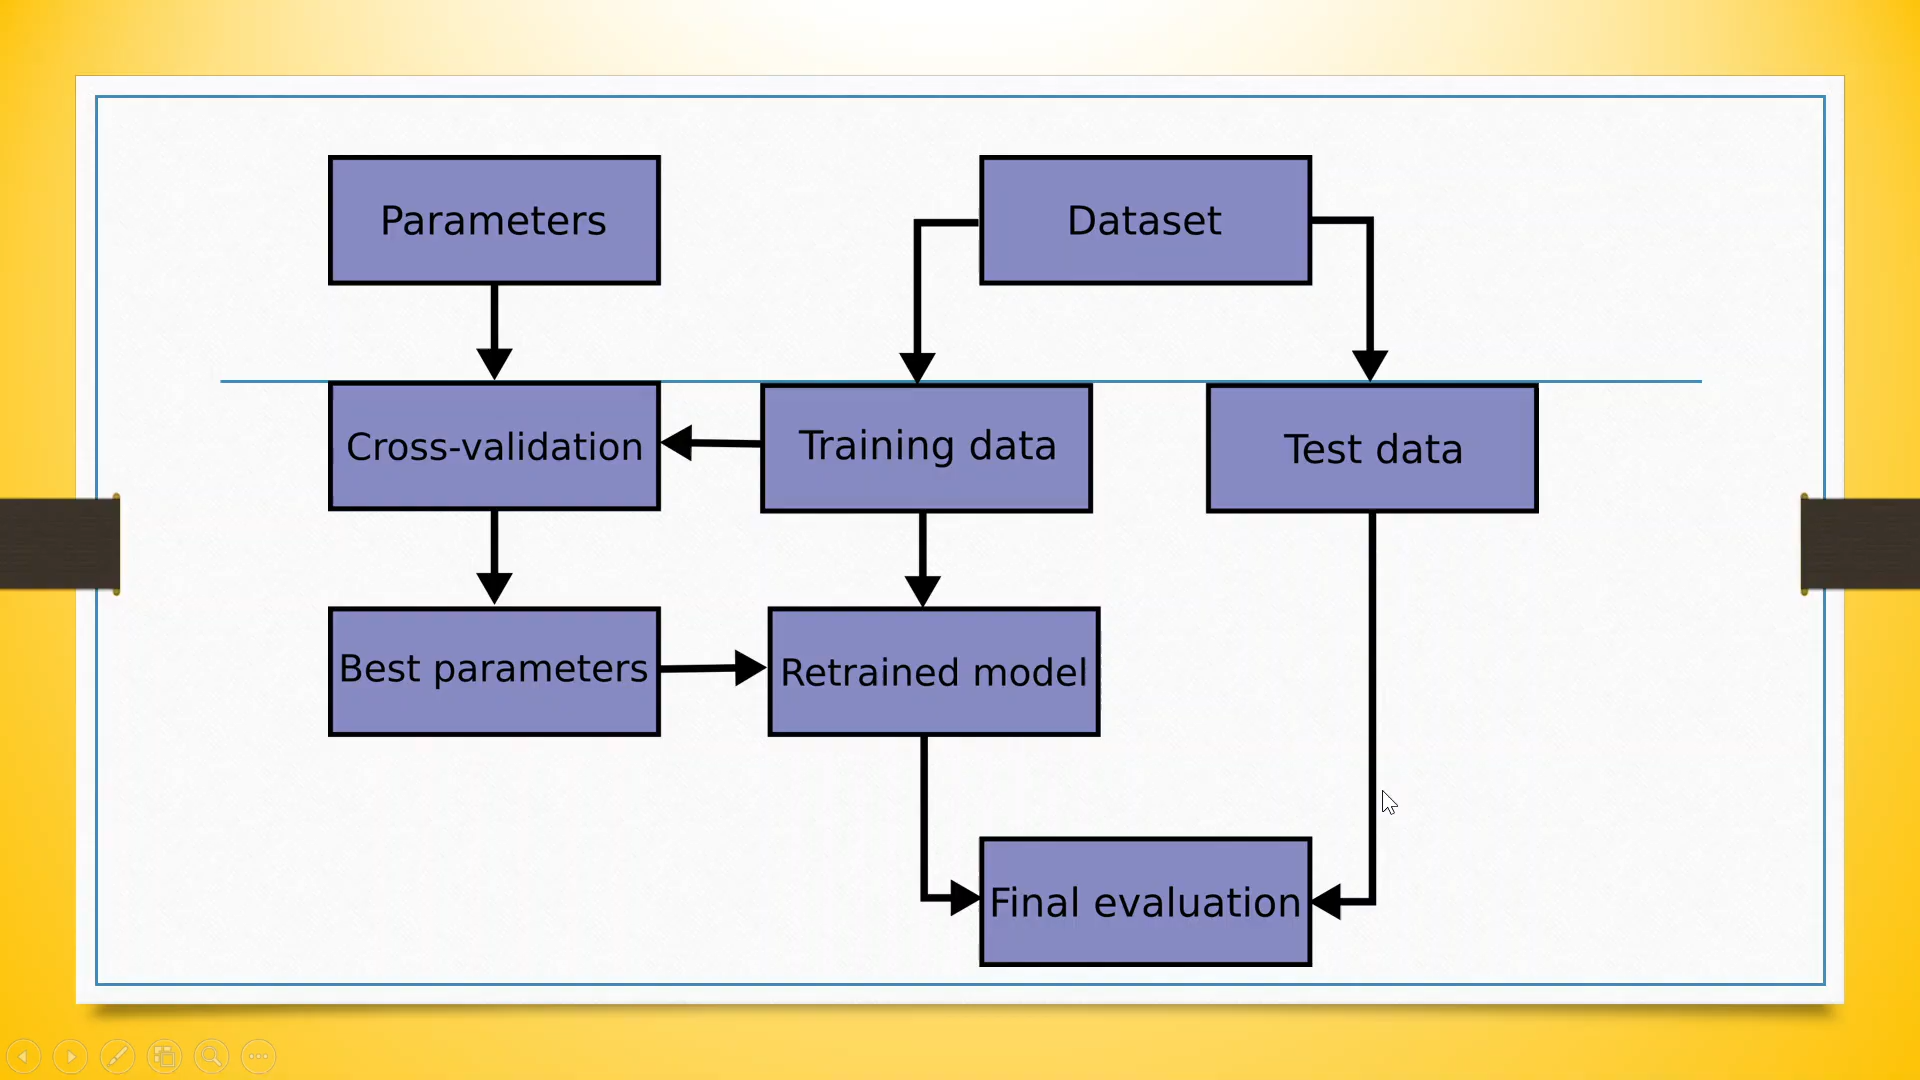 Parameters
Dataset
Cross-validation
Training data
Test data
Best parameters
Retrained model
Final evaluation